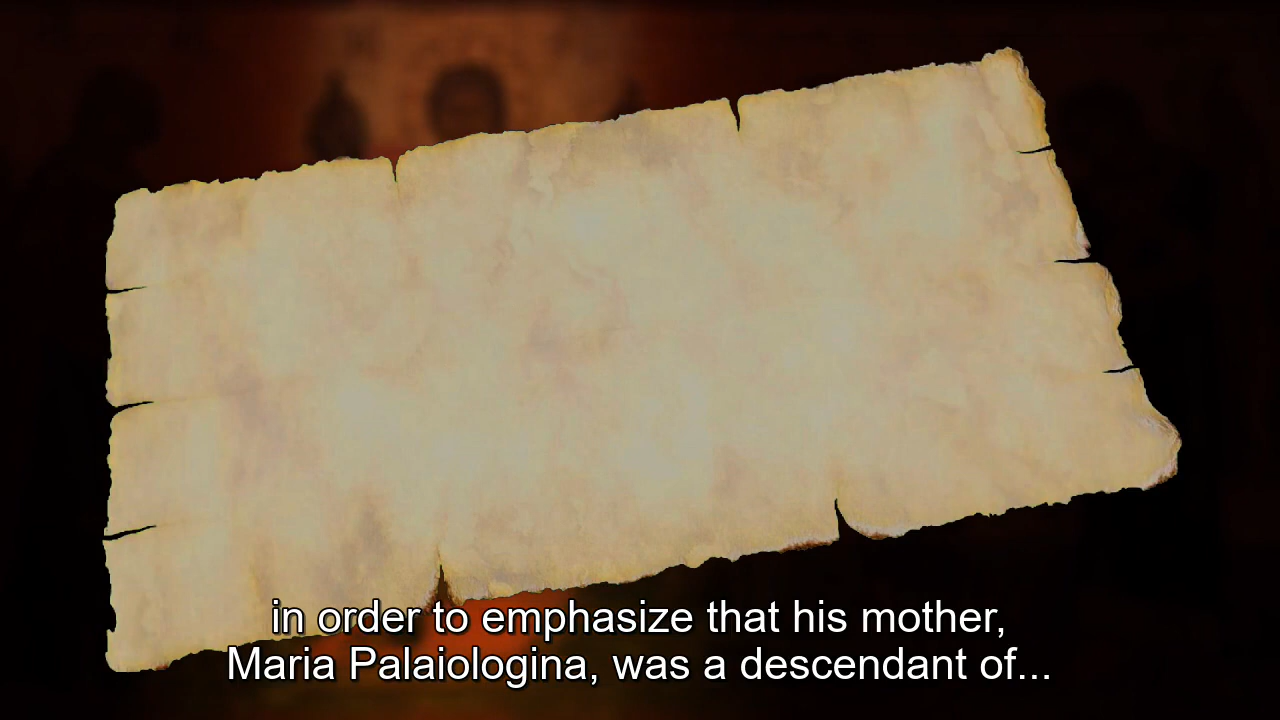 in order to emphasize that his mother,
Maria Palaiologina, was a descendant of...